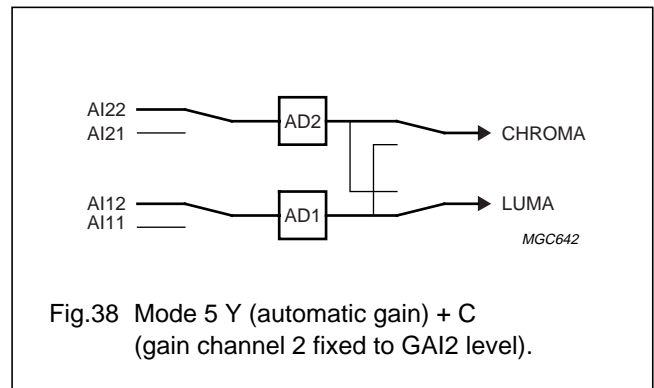 AI22
AI21
AD2
CHROMA
AI12
AI11
AD1
LUMA
MGC642
Fig.38 Mode 5 Y (automatic gain) + C
(gain channel 2 fixed to GAI2 level).